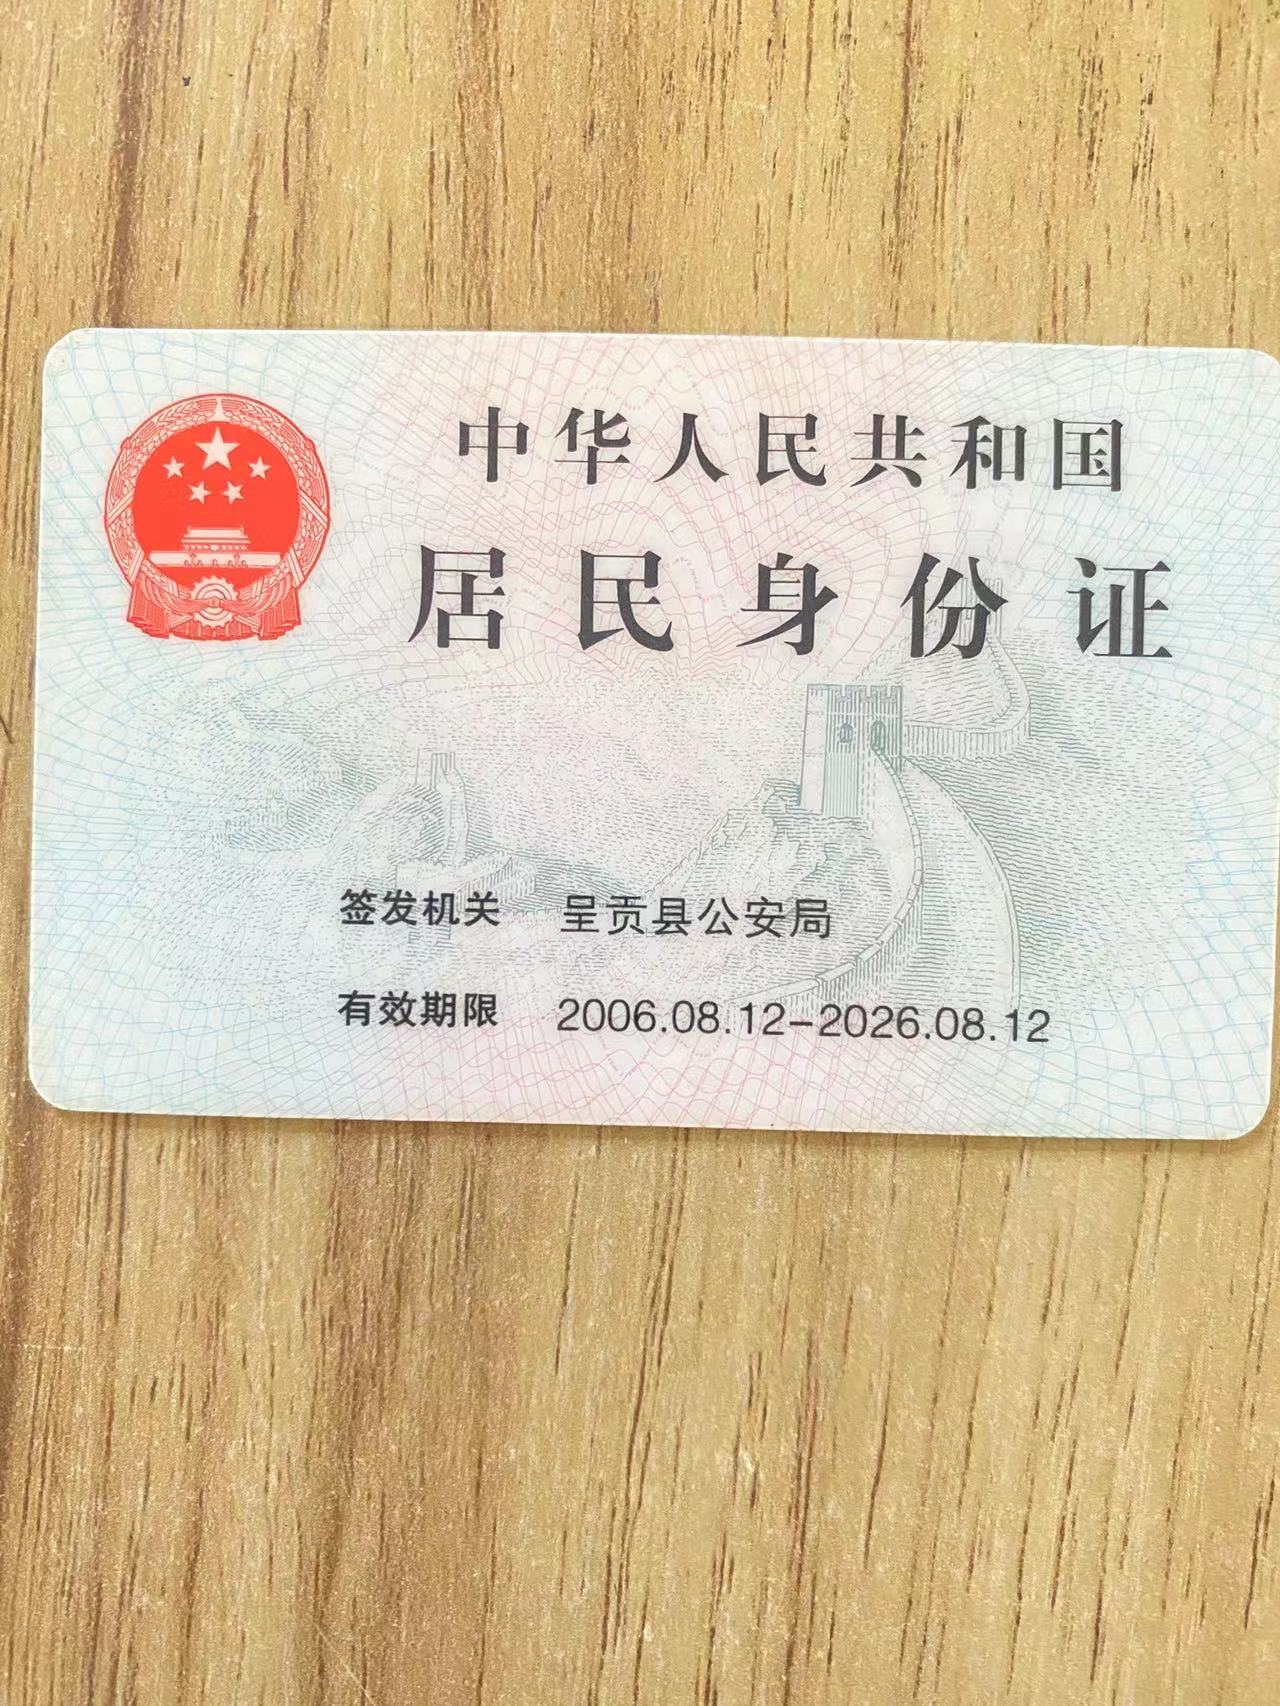 中华人民共和国
居民身份证
签发机关 呈贡县公安局
有效期限 2006.08.12-2026.08.12